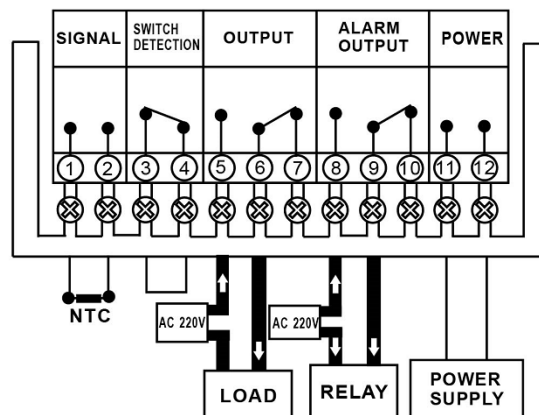 SIGNAL
SWITCH
DETECTION
OUTPUT
ALARM
OUTPUT
POWER
1 2 3 4 5 6 7 8 9 10 11 12
NTC
AC 220V
AC 220V
LOAD
RELAY
POWER
SUPPLY